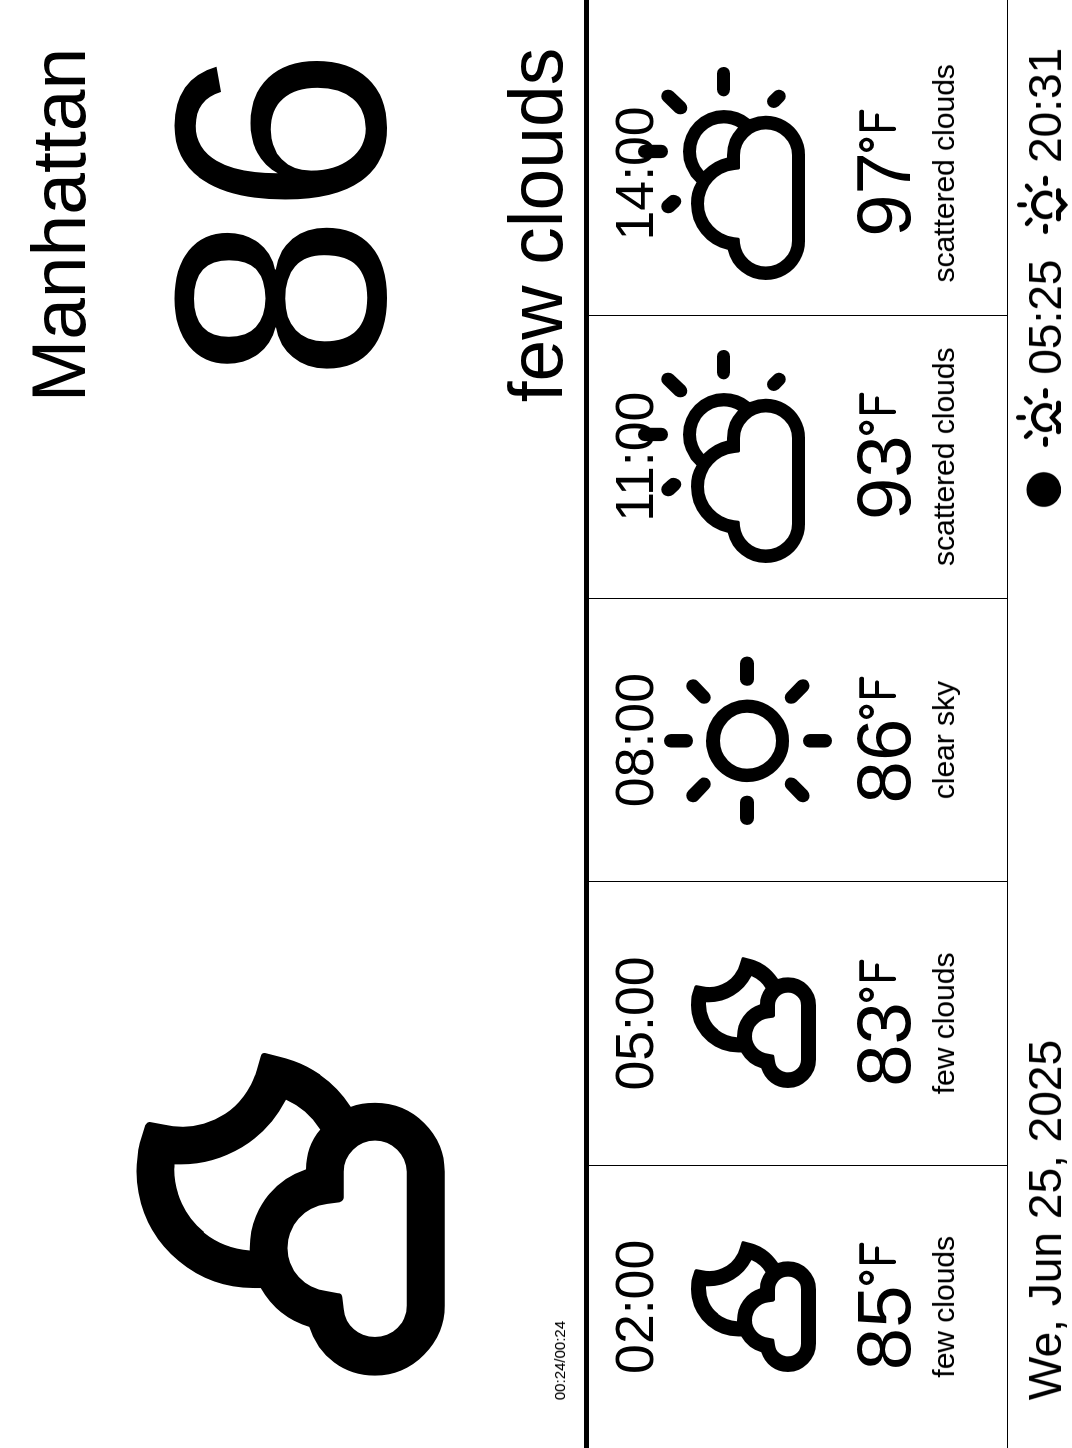 Manhattan
86
few clouds
00:24/00:24
02:00
85°F
few clouds
05:00
83°F
few clouds
08:00
86°F
clear sky
11:00
93°F
scattered clouds
14:00
97°F
scattered clouds
We, Jun 25, 2025
05:25
20:31